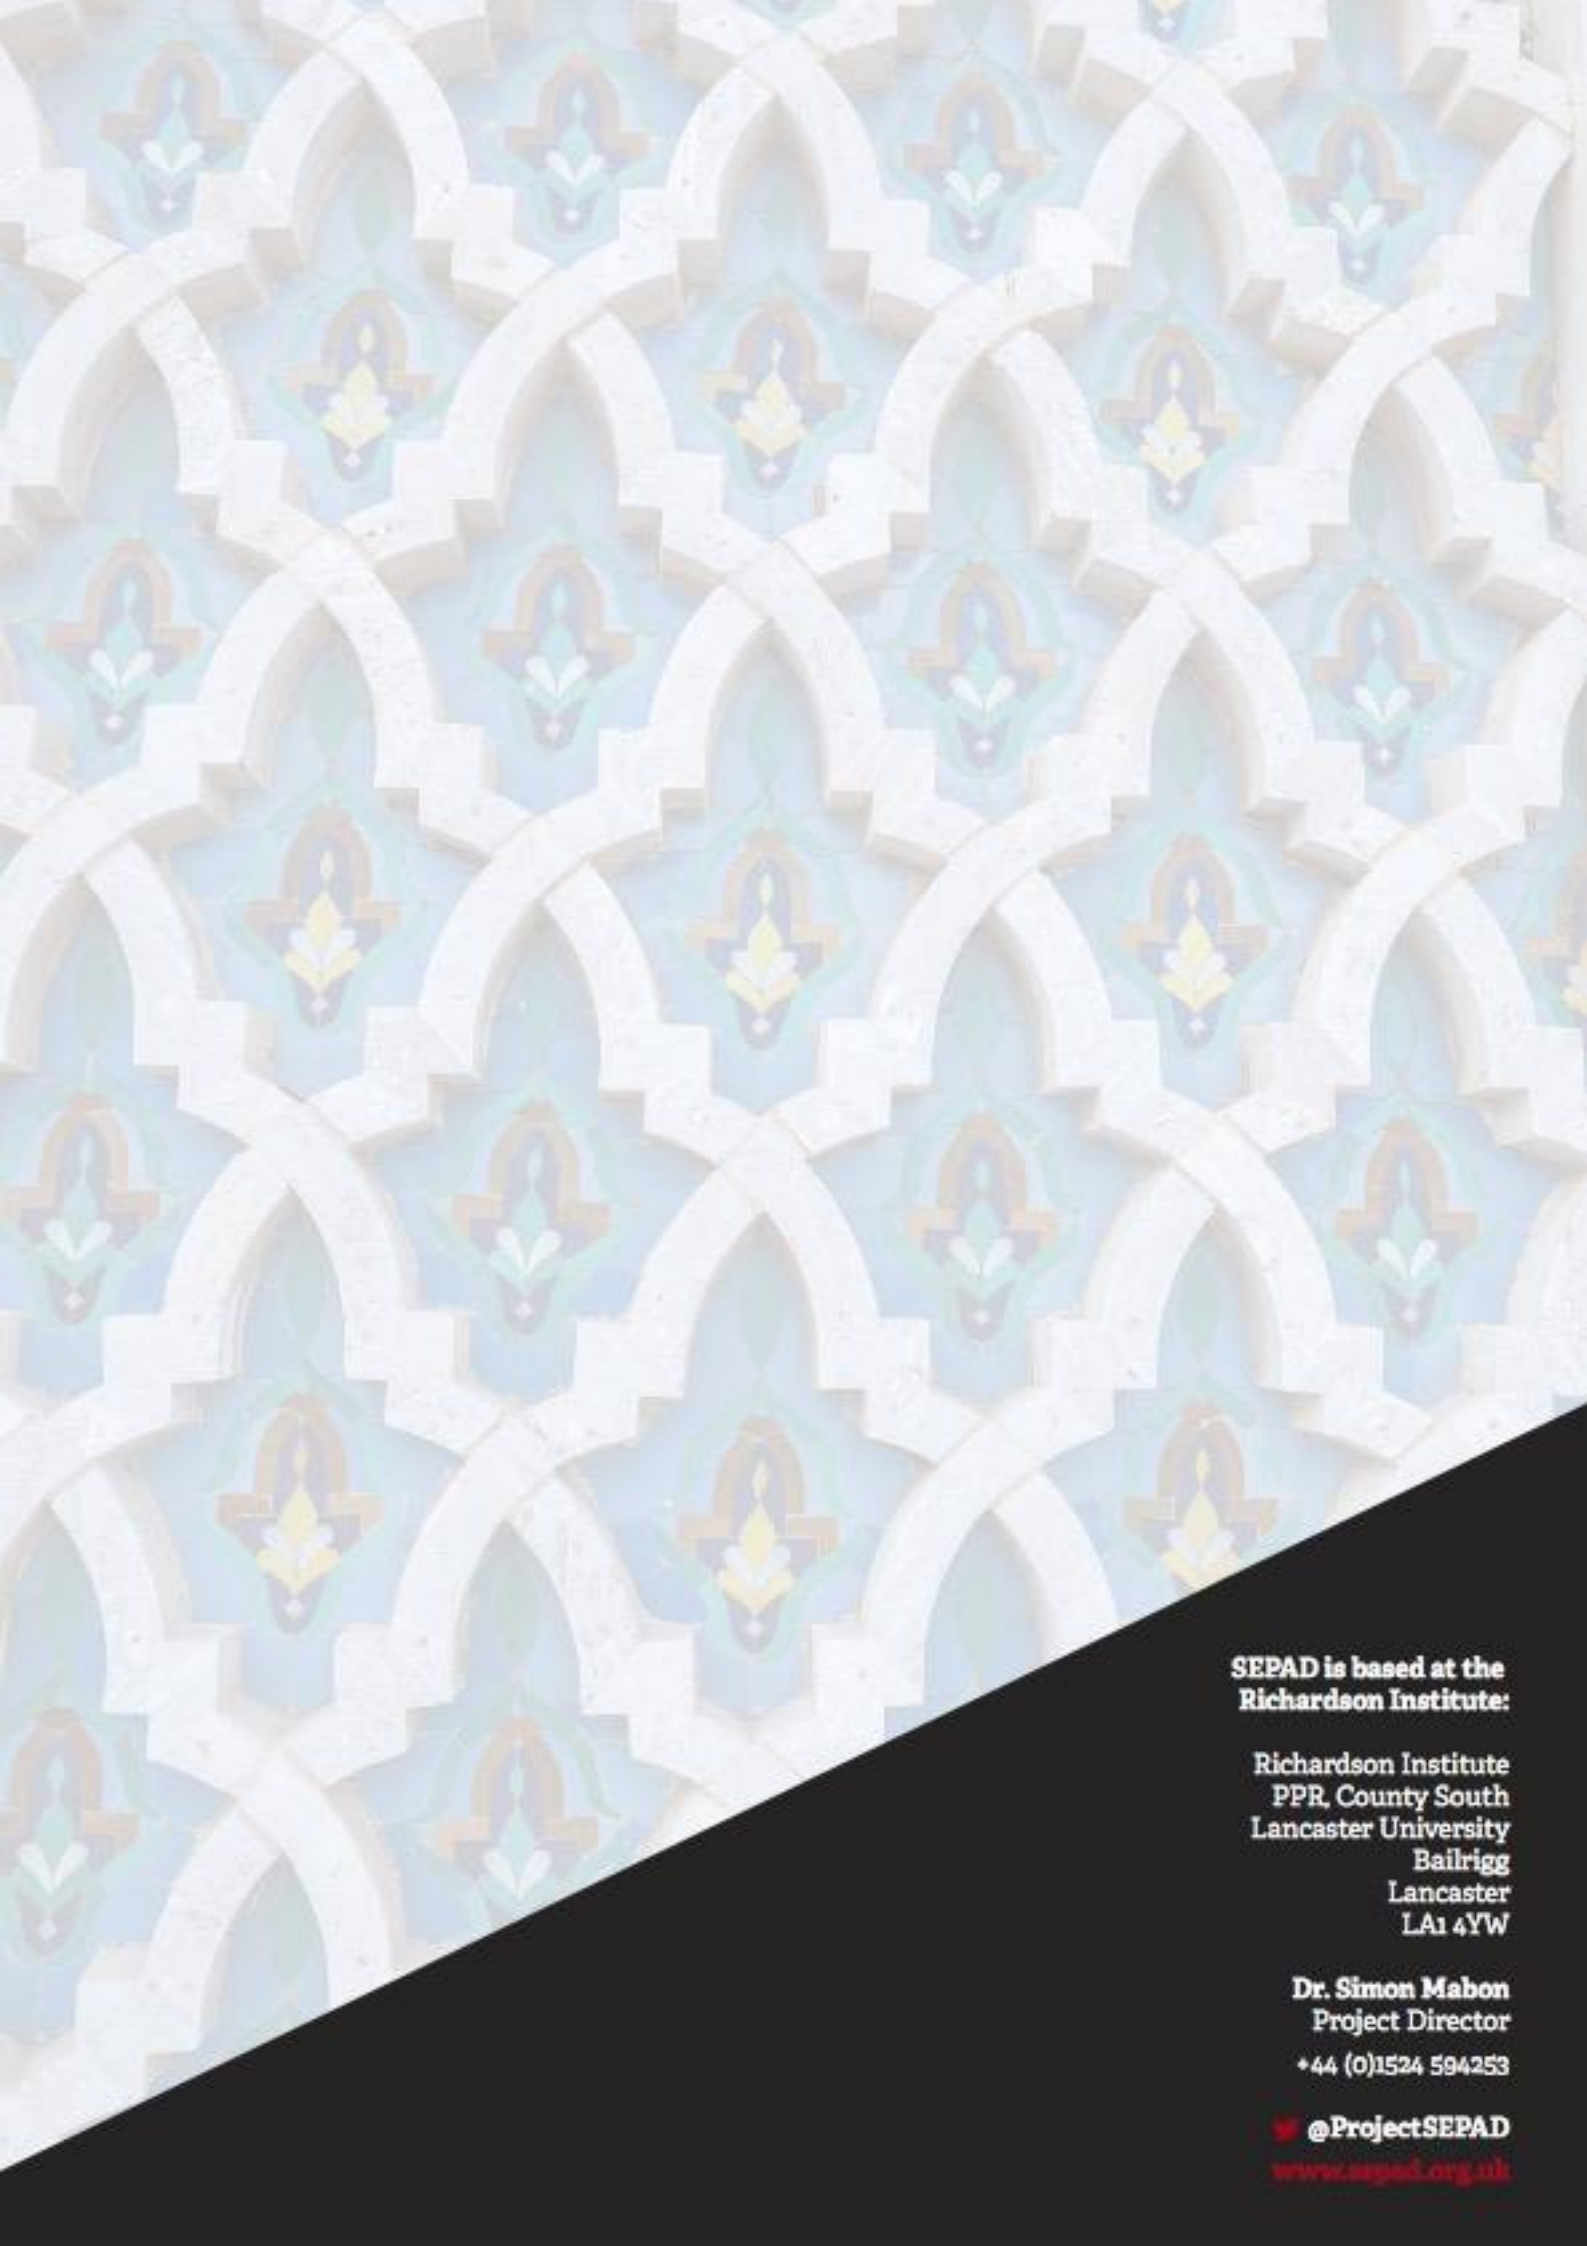 SEPAD is based at the
Richardson Institute:
Richardson Institute
PPR, County South
Lancaster University
Bailrigg
Lancaster
LA1 4YW
Dr. Simon Mabon
Project Director
+44 (0)1524 594253
@ProjectSEPAD
www.sepad.org.uk